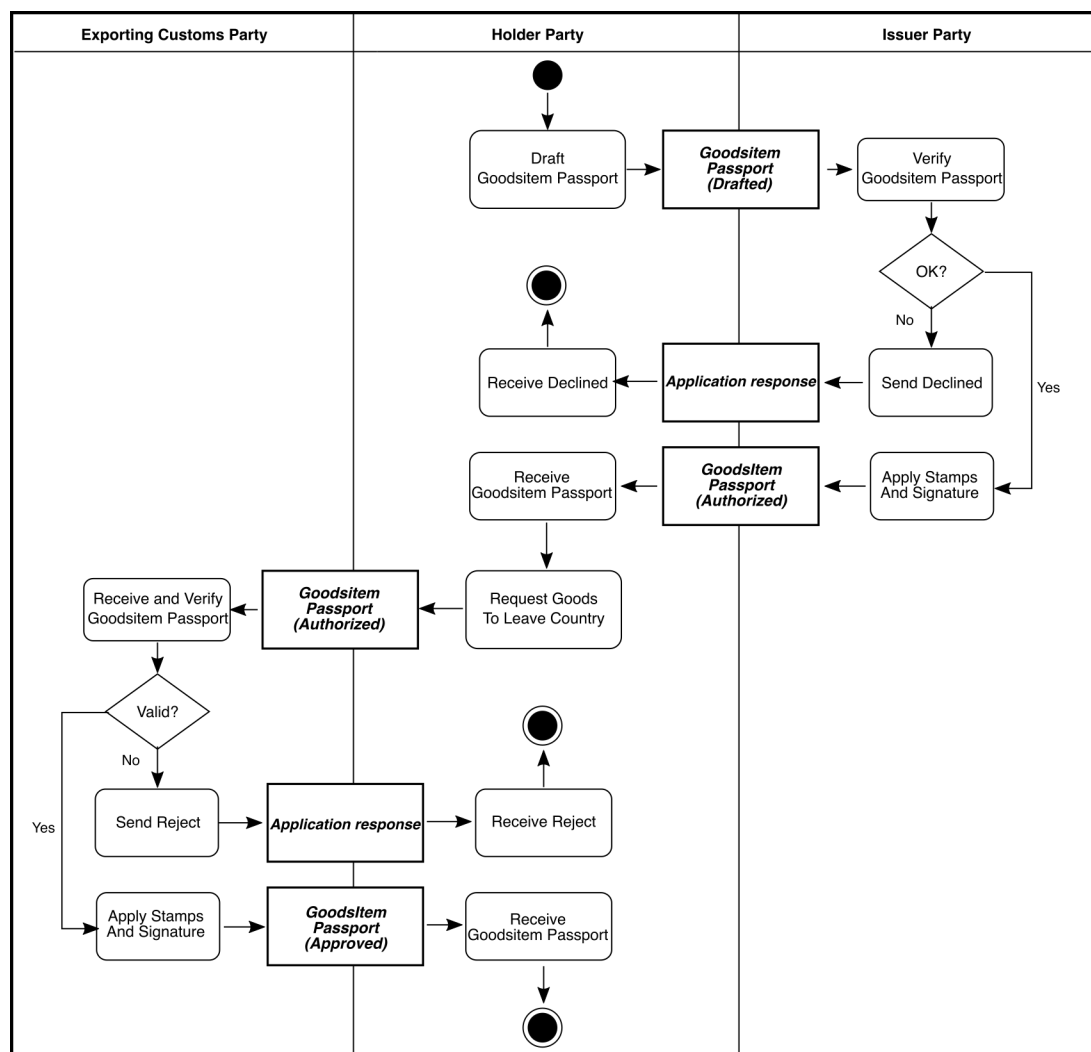 Exporting Customs Party
Holder Party
Issuer Party
Draft
Goodsitem Passport
Goodsitem
Passport
(Drafted)
Verify
Goodsitem Passport
OK?
No
Yes
Receive Declined
Application response
Send Declined
Receive
Goodsitem Passport
GoodsItem
Passport
(Authorized)
Apply Stamps
And Signature
Receive and Verify
Goodsitem Passport
Goodsitem
Passport
(Authorized)
Request Goods
To Leave Country
Valid?
No
Yes
Send Reject
Application response
Receive Reject
Apply Stamps
And Signature
GoodsItem
Passport
(Approved)
Receive
Goodsitem Passport